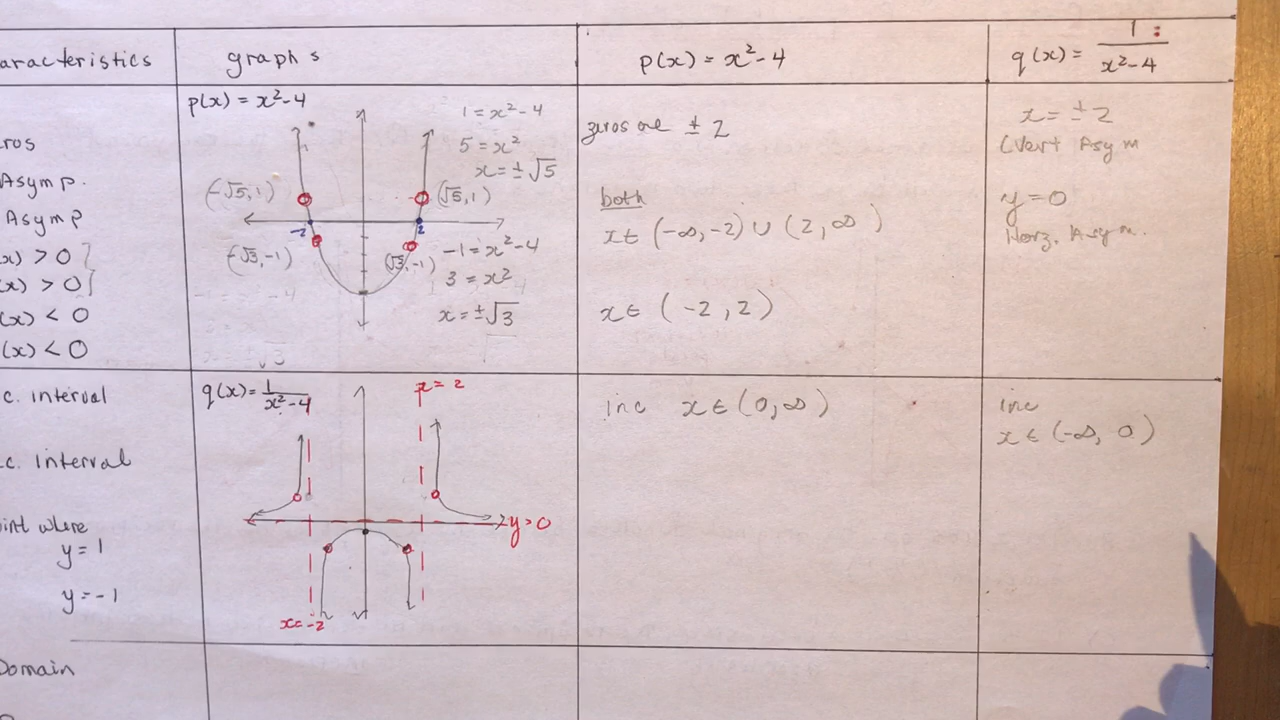 aracteristics
graphs
p(x) = x²-4
q(x) = 1 : / x²-4
ros
Asymp.
Asymp
x) > 0 }
(x) > 0 }
(x) < 0
(x) < 0
p(x) = x²-4
1 = x²-4
5 = x²
x = ±√5
(-√5, 1)
(√5, 1)
-2
2
(-√3, -1)
(√3, -1)
-1 = x²-4
3 = x²
x = ±√3
zeros are ± 2
both
x ∈ (-∞, -2) ∪ (2, ∞)
x ∈ (-2, 2)
x = ± 2
(Vert Asym
y = 0
Horz. Asym.
c. interval
c. interval
int where
y = 1
y = -1
q(x) = 1/x²-4
x = 2
y = 0
x = -2
inc x ∈ (0, ∞)
inc
x ∈ (-∞, 0)
Domain